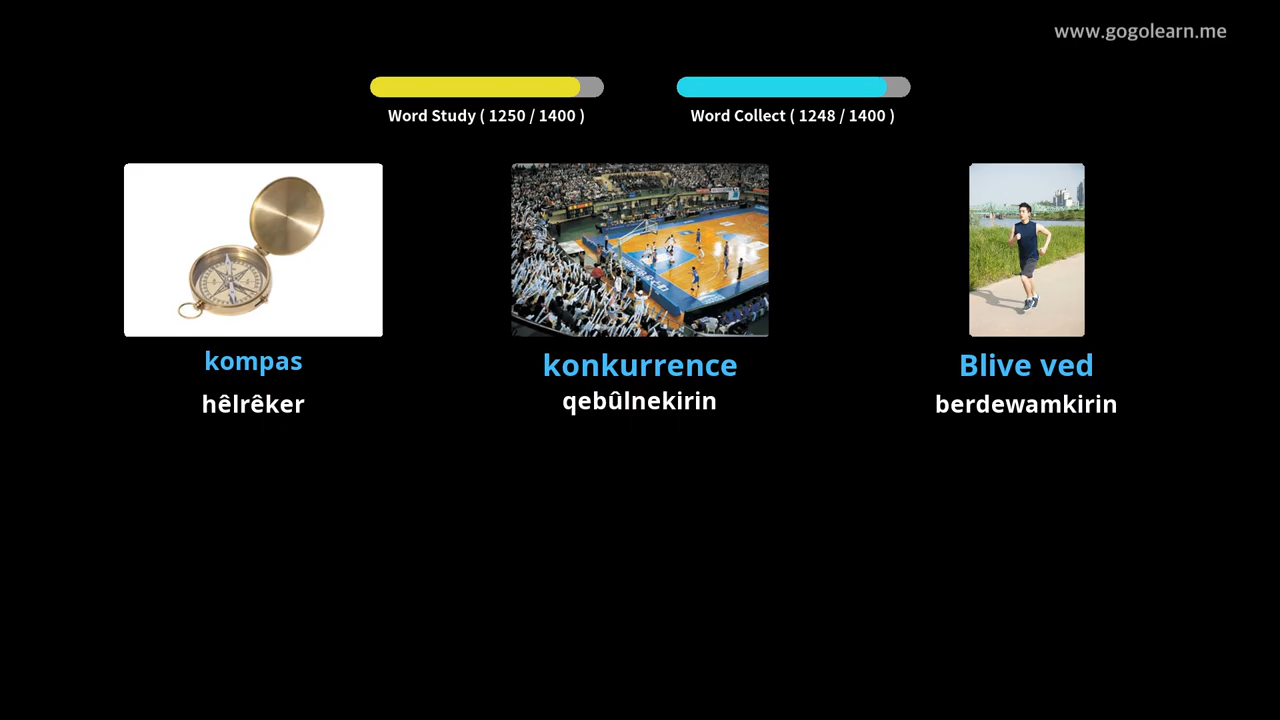 www.gogolearn.me
Word Study ( 1250 / 1400 )
Word Collect ( 1248 / 1400 )
kompas
hêlrêker
konkurrence
qebûlnekirin
Blive ved
berdewamkirin